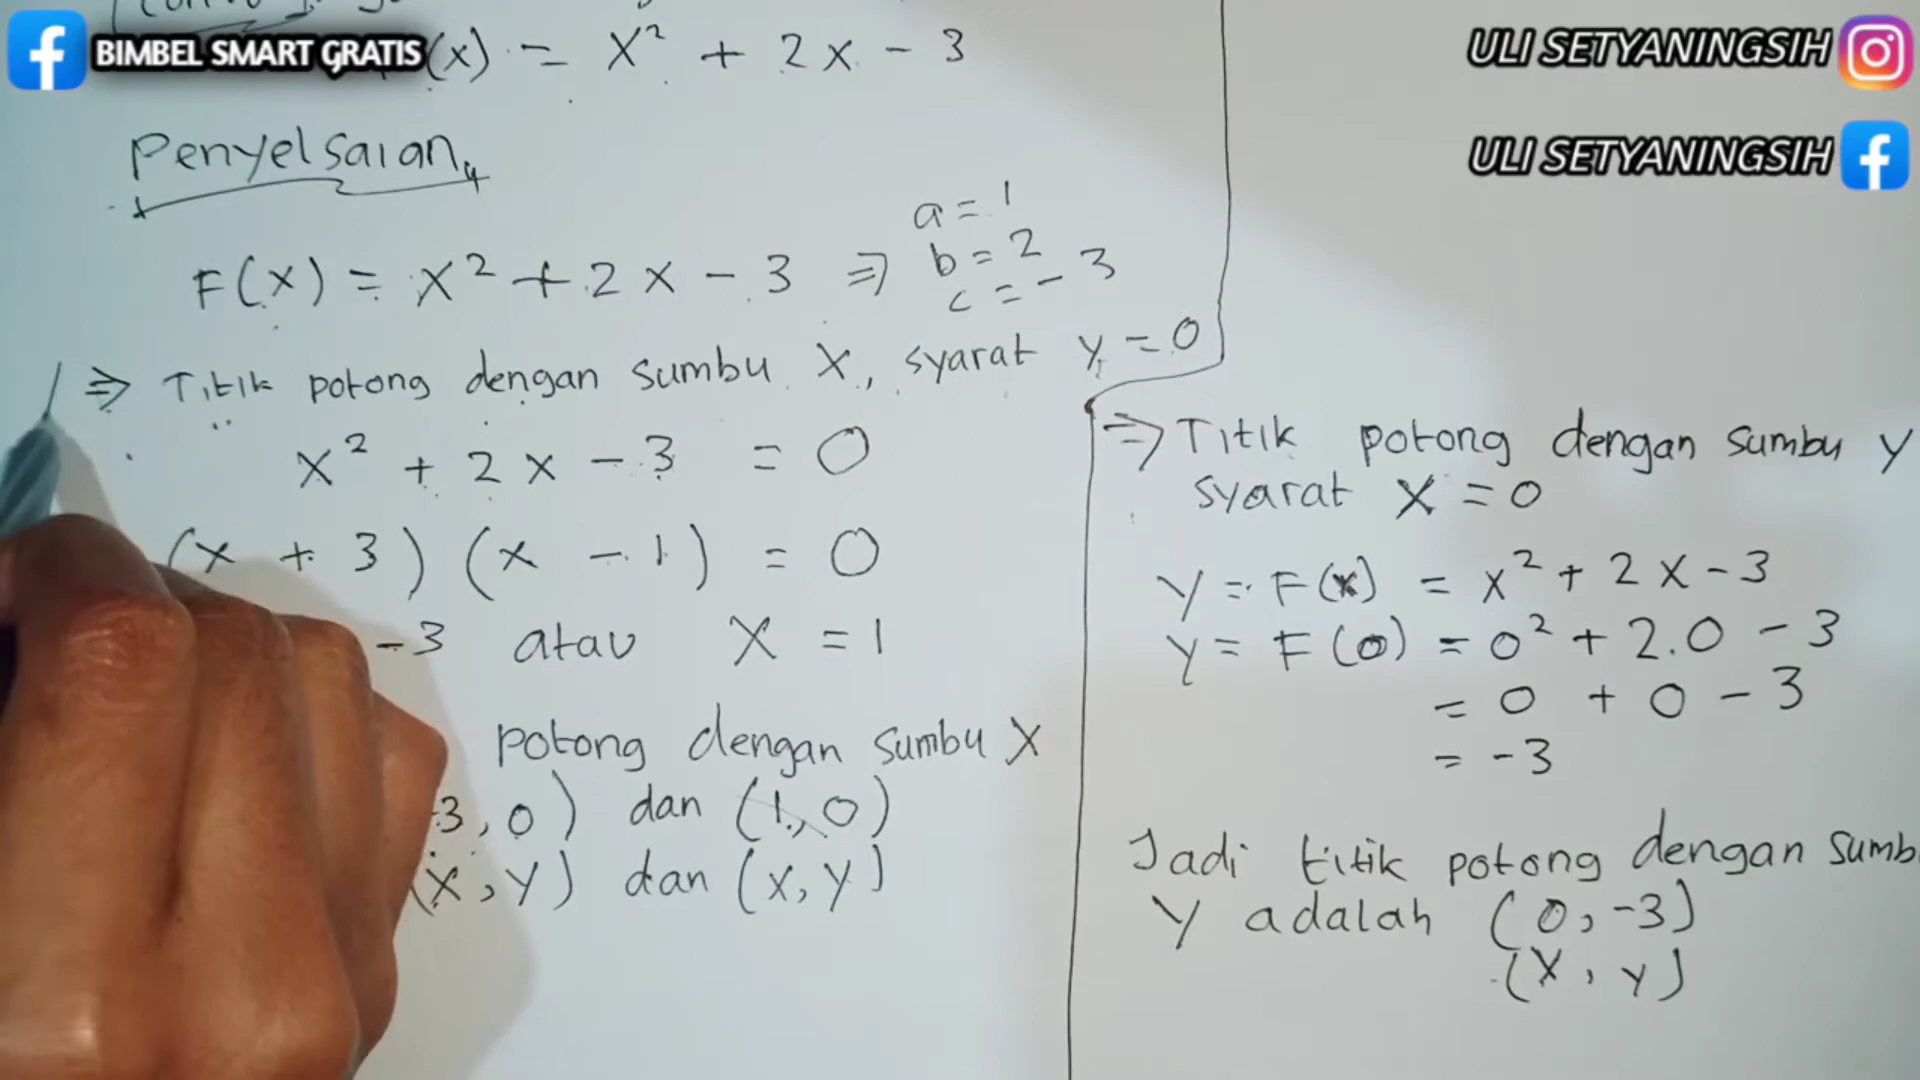 BIMBEL SMART GRATIS
ULI SETYANINGSIH
ULI SETYANINGSIH
(x) = x² + 2x - 3
Penyelsaian
F(x) = x² + 2x - 3 ⇒ a = 1
b = 2
c = -3
⇒ Titik potong dengan sumbu X, syarat y = 0
x² + 2x - 3 = 0
(x + 3) (x - 1) = 0
-3 atau X = 1
potong dengan sumbu X
-3, 0) dan (1, 0)
(x, y) dan (x, y)
⇒ Titik potong dengan sumbu Y
syarat X = 0
Y = F(x) = x² + 2x - 3
Y = F(0) = 0² + 2.0 - 3
= 0 + 0 - 3
= -3
Jadi titik potong dengan sumb
Y adalah (0, -3)
(X, Y)